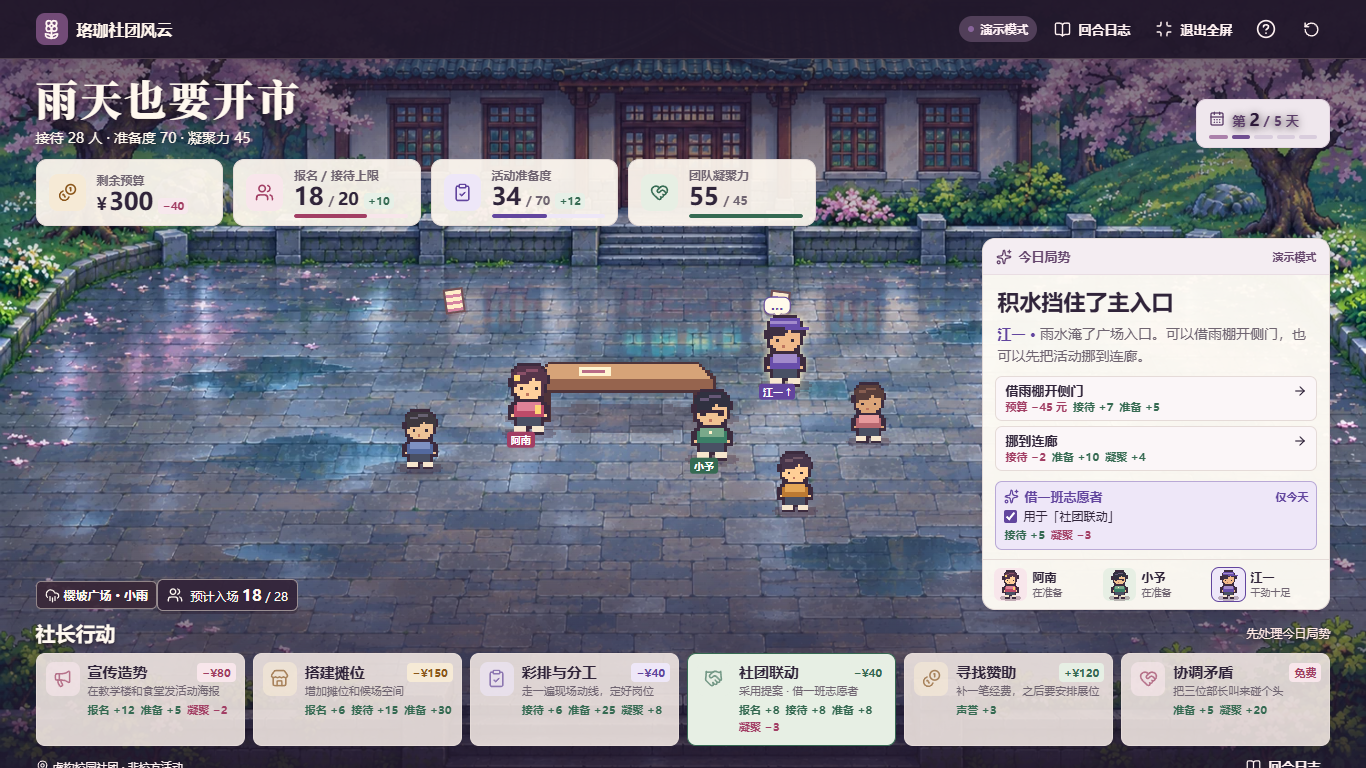 珞珈社团风云
演示模式
回合日志
退出全屏
雨天也要开市
接待 28 人 · 准备度 70 · 凝聚力 45
第 2 / 5 天
剩余预算
¥300 −40
报名 / 接待上限
18 / 20 +10
活动准备度
34 / 70 +12
团队凝聚力
55 / 45
今日局势
演示模式
积水挡住了主入口
江一 • 雨水淹了广场入口。可以借雨棚开侧门，也
可以先把活动挪到连廊。
借雨棚开侧门
预算 −45 元 接待 +7 准备 +5
挪到连廊
接待 −2 准备 +10 凝聚 +4
借一班志愿者
仅今天
用于「社团联动」
接待 +5 凝聚 −3
阿南
在准备
小予
在准备
江一
干劲十足
...
江一↑
阿南
小予
樱坡广场 • 小雨
预计入场 18 / 28
社长行动
先处理今日局势
宣传造势
−¥80
在教学楼和食堂发活动海报
报名 +12 准备 +5 凝聚 −2
搭建摊位
−¥150
增加摊位和候场空间
报名 +6 接待 +15 准备 +30
彩排与分工
−¥40
走一遍现场动线，定好岗位
接待 +6 准备 +25 凝聚 +8
社团联动
−¥40
采用提案 · 借一班志愿者
报名 +8 接待 +8 准备 +8
凝聚 −3
寻找赞助
+¥120
补一笔经费，之后要安排展位
声誉 +3
协调矛盾
免费
把三位部长叫来碰个头
准备 +5 凝聚 +20
回合日志